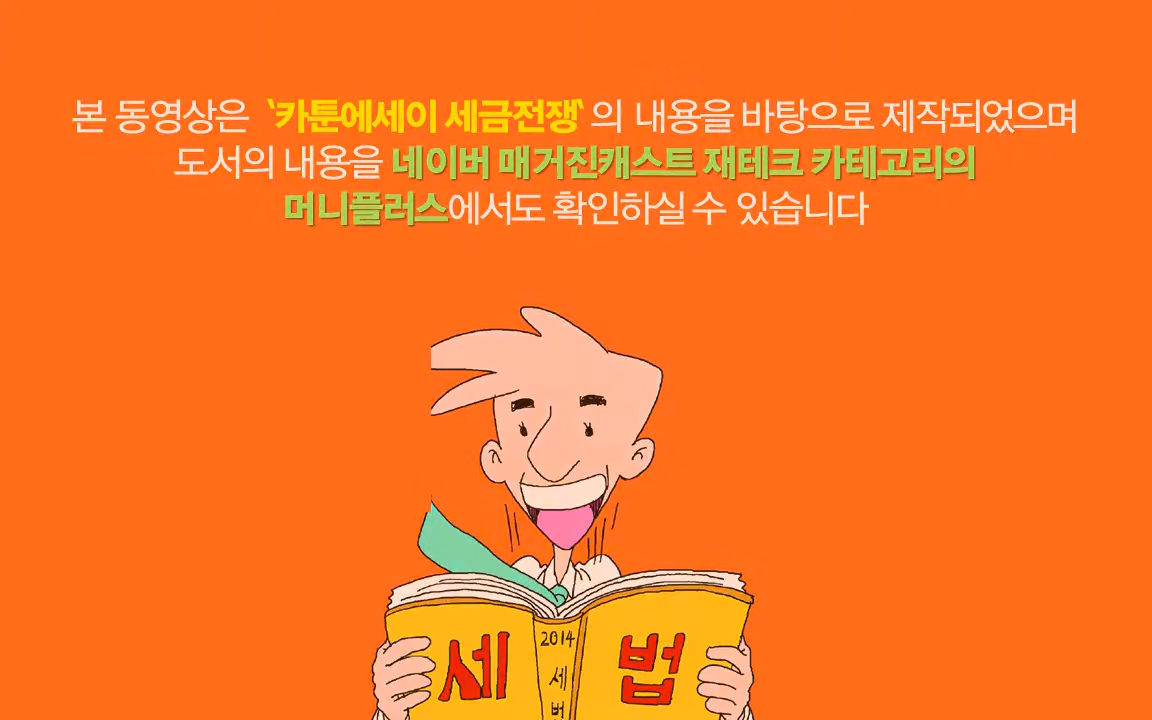 본 동영상은 '카툰에세이 세금전쟁'의 내용을 바탕으로 제작되었으며
도서의 내용을 네이버 매거진캐스트 재테크 카테고리의
머니플러스에서도 확인하실 수 있습니다
세
2014
세
법
법